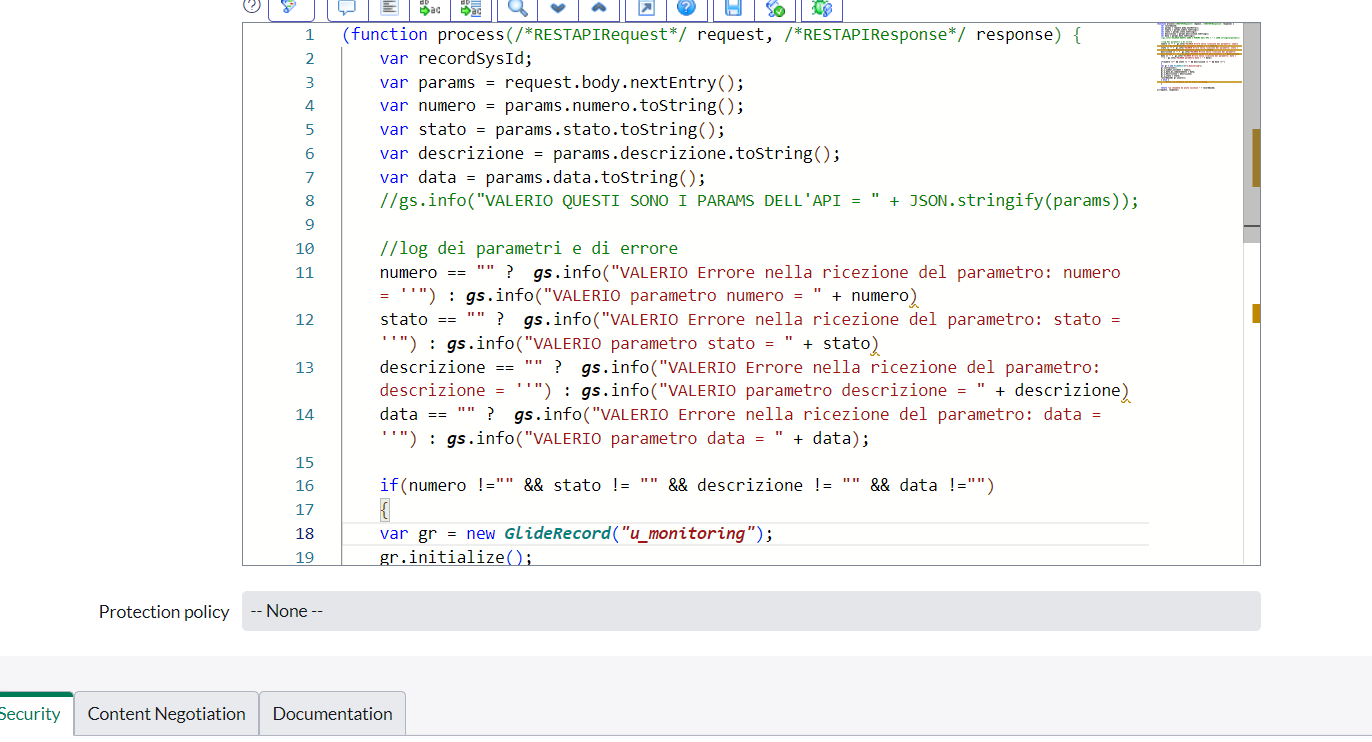 1 (function process(/*RESTAPIRequest*/ request, /*RESTAPIResponse*/ response) {
2 var recordSysId;
3 var params = request.body.nextEntry();
4 var numero = params.numero.toString();
5 var stato = params.stato.toString();
6 var descrizione = params.descrizione.toString();
7 var data = params.data.toString();
8 //gs.info("VALERIO QUESTI SONO I PARAMS DELL'API = " + JSON.stringify(params));
9
10 //log dei parametri e di errore
11 numero == "" ?  gs.info("VALERIO Errore nella ricezione del parametro: numero
= ''") : gs.info("VALERIO parametro numero = " + numero)
12 stato == "" ?  gs.info("VALERIO Errore nella ricezione del parametro: stato =
''") : gs.info("VALERIO parametro stato = " + stato)
13 descrizione == "" ?  gs.info("VALERIO Errore nella ricezione del parametro:
descrizione = ''") : gs.info("VALERIO parametro descrizione = " + descrizione)
14 data == "" ?  gs.info("VALERIO Errore nella ricezione del parametro: data =
''") : gs.info("VALERIO parametro data = " + data);
15
16 if(numero !="" && stato != "" && descrizione != "" && data !="")
17 {
18 var gr = new GlideRecord("u_monitoring");
19 gr.initialize();
Protection policy -- None --
Security Content Negotiation Documentation